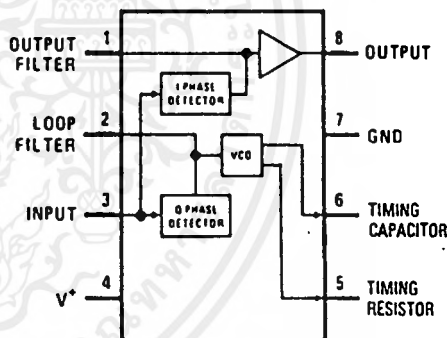 OUTPUT
FILTER
1
8
OUTPUT
I PHASE
DETECTOR
LOOP
FILTER
2
7
GND
VCO
INPUT
3
Q PHASE
DETECTOR
6
TIMING
CAPACITOR
V+
4
5
TIMING
RESISTOR